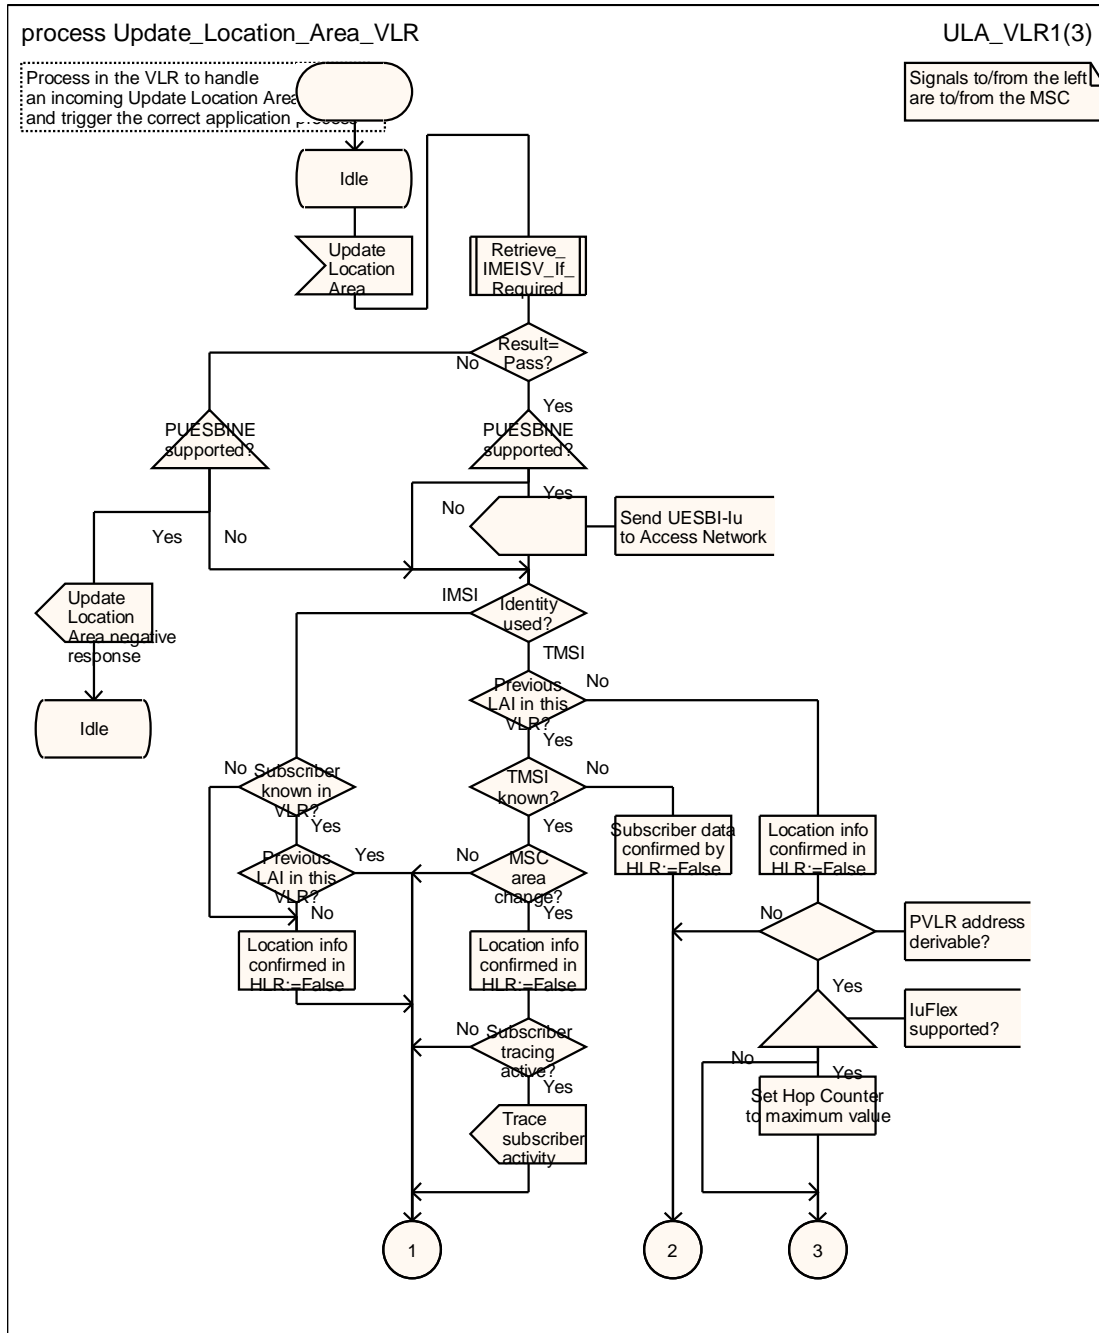 process Update_Location_Area_VLR
ULA_VLR1(3)
Process in the VLR to handle
an incoming Update Location Area
and trigger the correct application process
Signals to/from the left
are to/from the MSC
Idle
Update
Location
Area
Retrieve_
IMEISV_If_
Required
Result=
Pass?
No
Yes
PUESBINE
supported?
PUESBINE
supported?
Yes
No
No
Yes
Send UESBI-Iu
to Access Network
Update
Location
Area negative
response
IMSI
Identity
used?
TMSI
Idle
Previous
LAI in this
VLR?
No
Yes
No
Subscriber
known in
VLR?
Yes
TMSI
known?
No
Yes
Subscriber data
confirmed by
HLR:=False
Location info
confirmed in
HLR:=False
Previous
LAI in this
VLR?
Yes
No
No
MSC
area
change?
Yes
No
PVLR address
derivable?
Yes
Location info
confirmed in
HLR:=False
Location info
confirmed in
HLR:=False
IuFlex
supported?
No
Subscriber
tracing
active?
Yes
No
Yes
Set Hop Counter
to maximum value
Trace
subscriber
activity
1
2
3